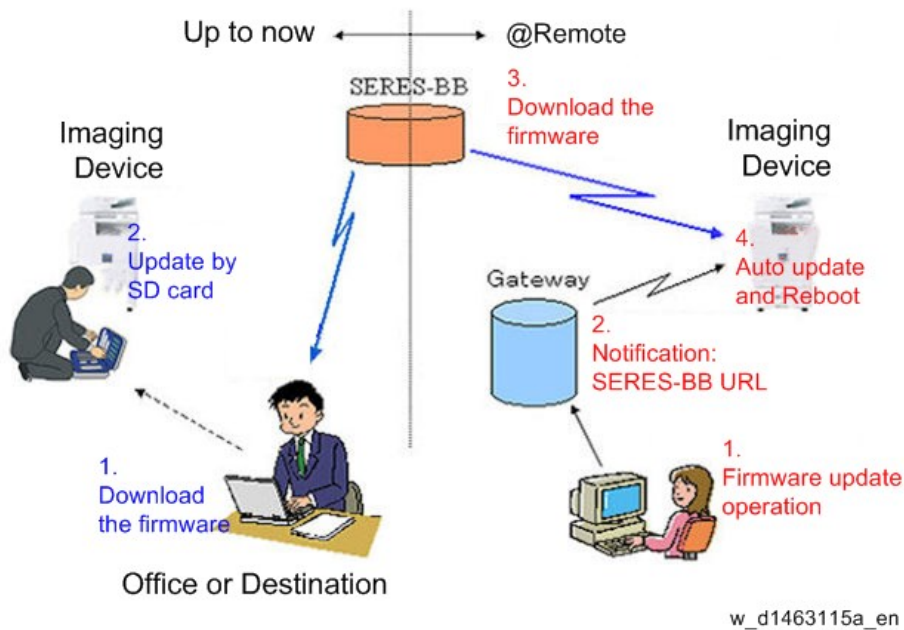 Up to now
@Remote
SERES-BB
3.
Download the
firmware
Imaging
Device
2.
Update by
SD card
1.
Download
the firmware
Office or Destination
Imaging
Device
4.
Auto update
and Reboot
Gateway
2.
Notification:
SERES-BB URL
1.
Firmware update
operation
w_d1463115a_en